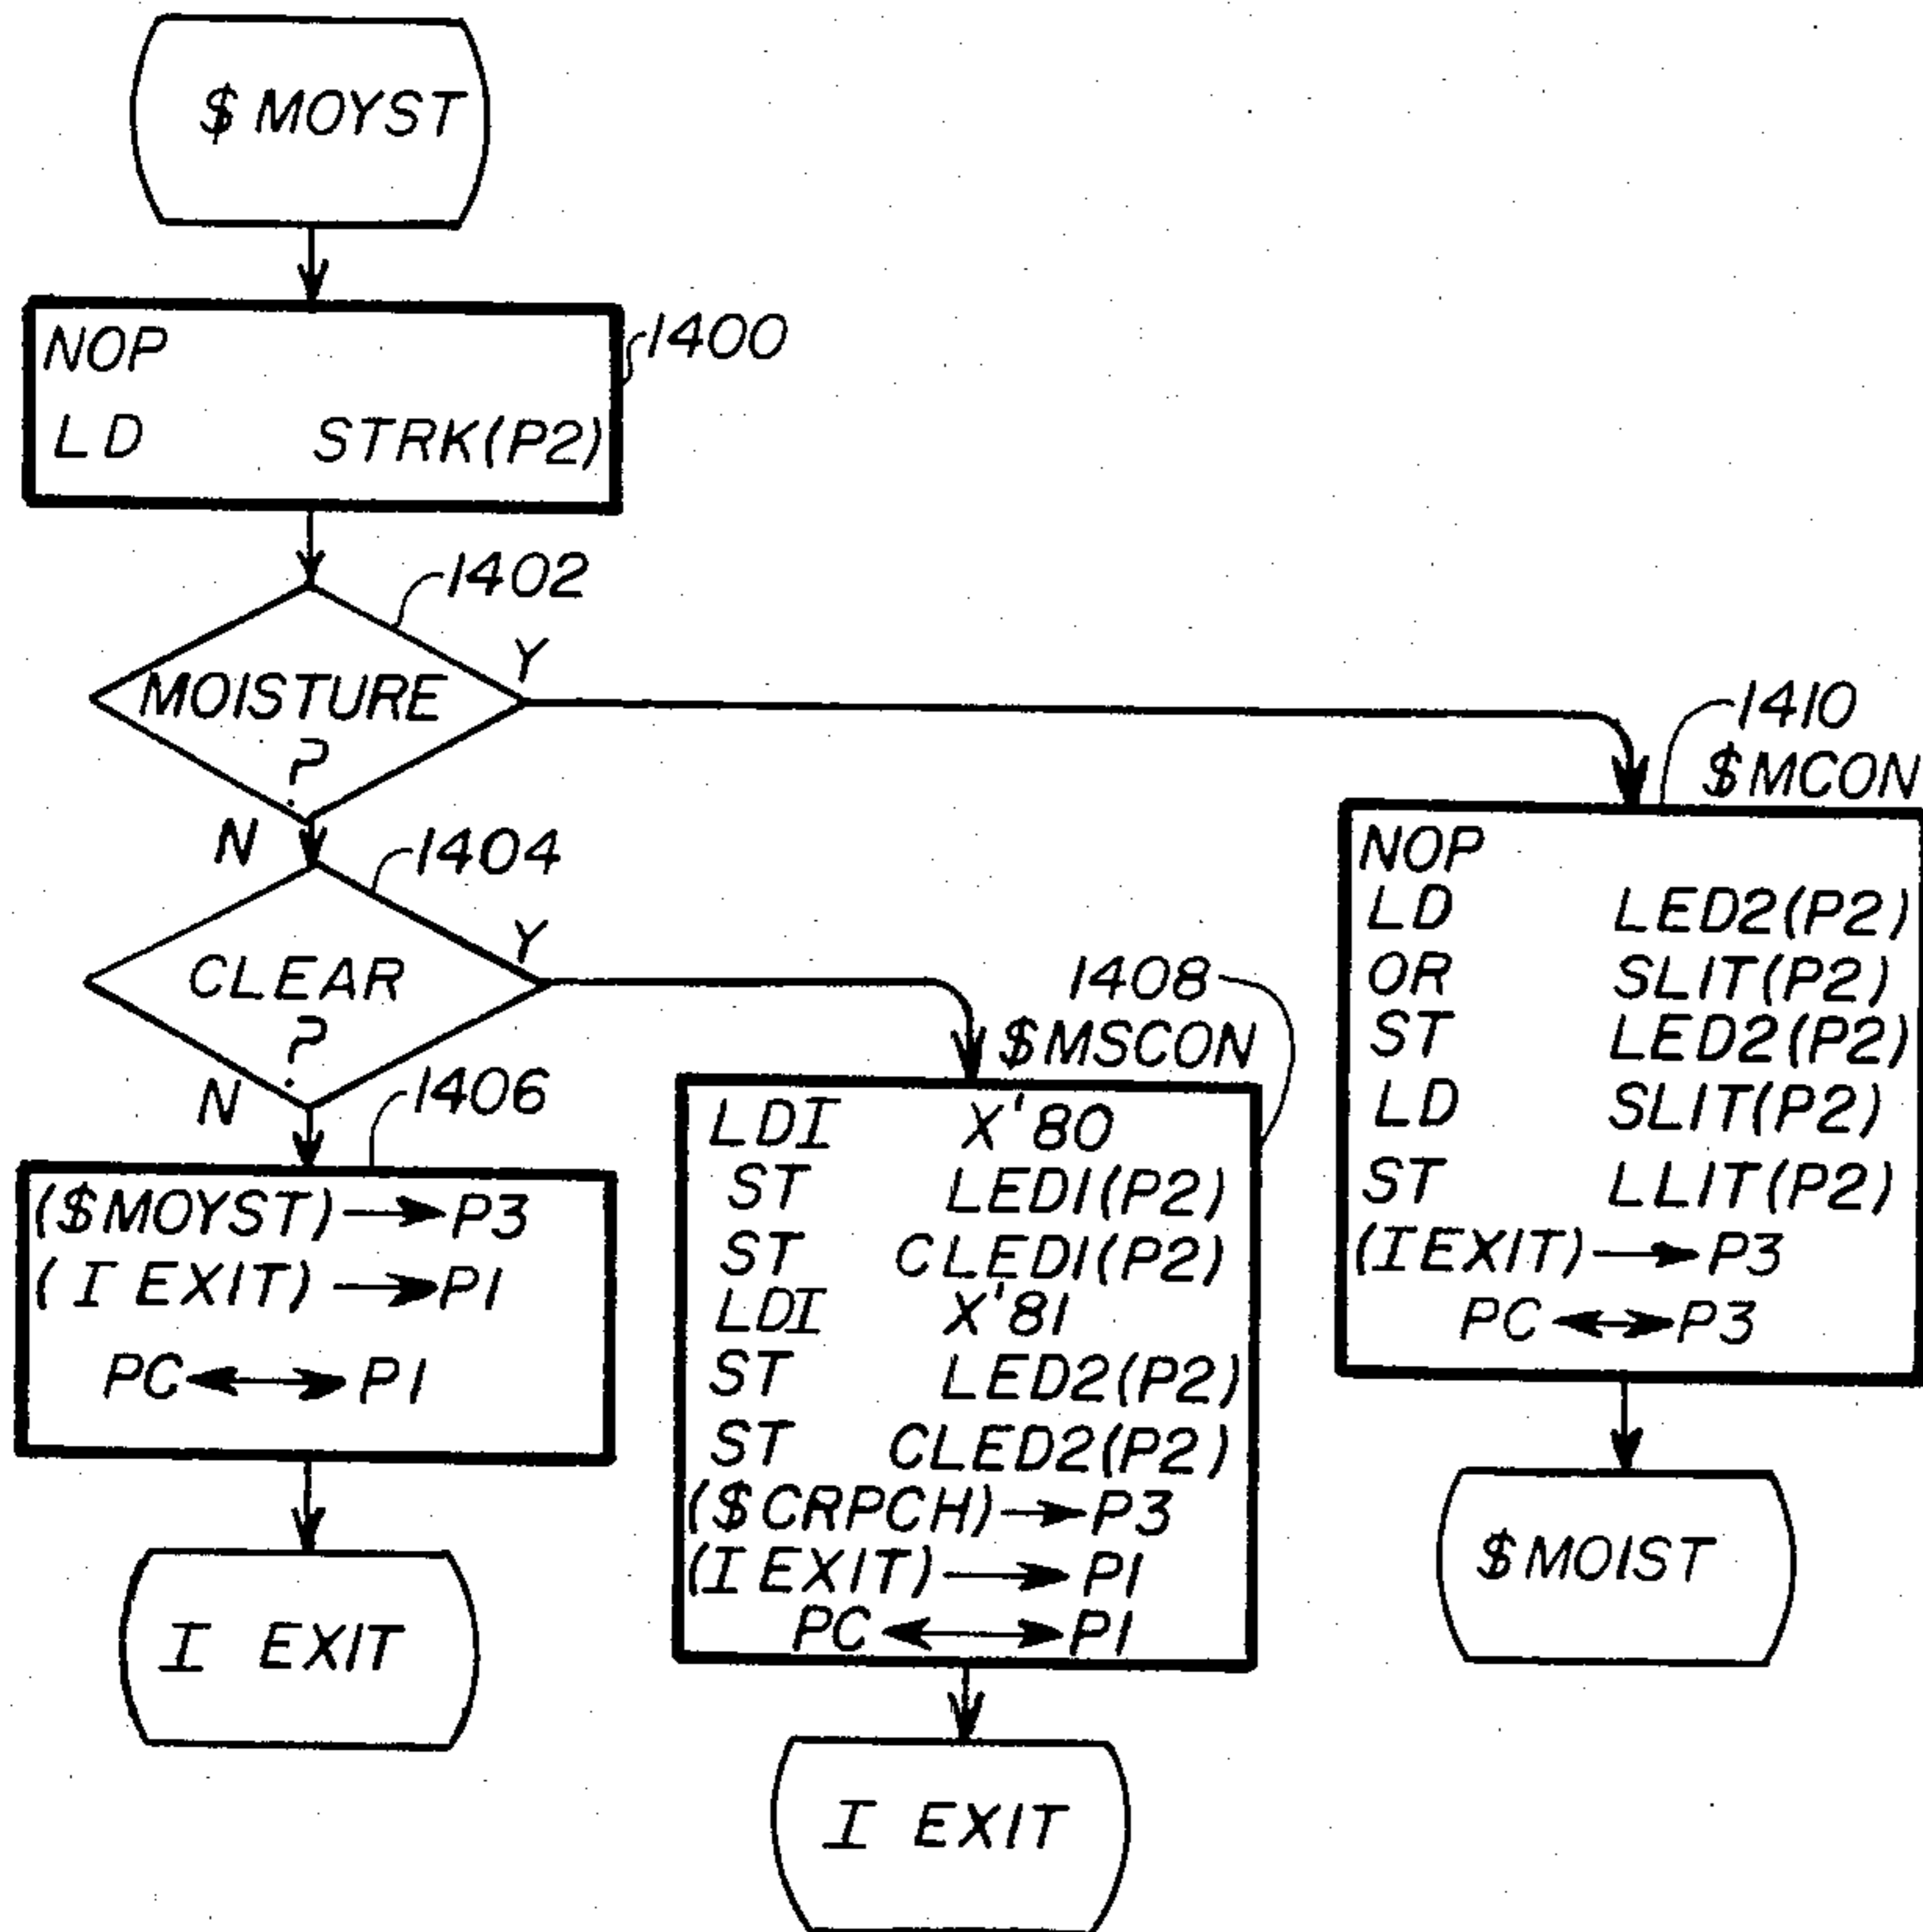 $MOYST
NOP
LD STRK(P2)
1400
1402
MOISTURE
?
Y
N
1404
CLEAR
?
Y
N
1406
($MOYST)→P3
(I EXIT)→P1
PC↔P1
I EXIT
1408
$MSCON
LDI X'80
ST LED1(P2)
ST CLED1(P2)
LDI X'81
ST LED2(P2)
ST CLED2(P2)
($CRPCH)→P3
(I EXIT)→P1
PC↔P1
I EXIT
1410
$MCON
NOP
LD LED2(P2)
OR SLIT(P2)
ST LED2(P2)
LD SLIT(P2)
ST LLIT(P2)
(I EXIT)→P3
PC↔P3
$MOIST